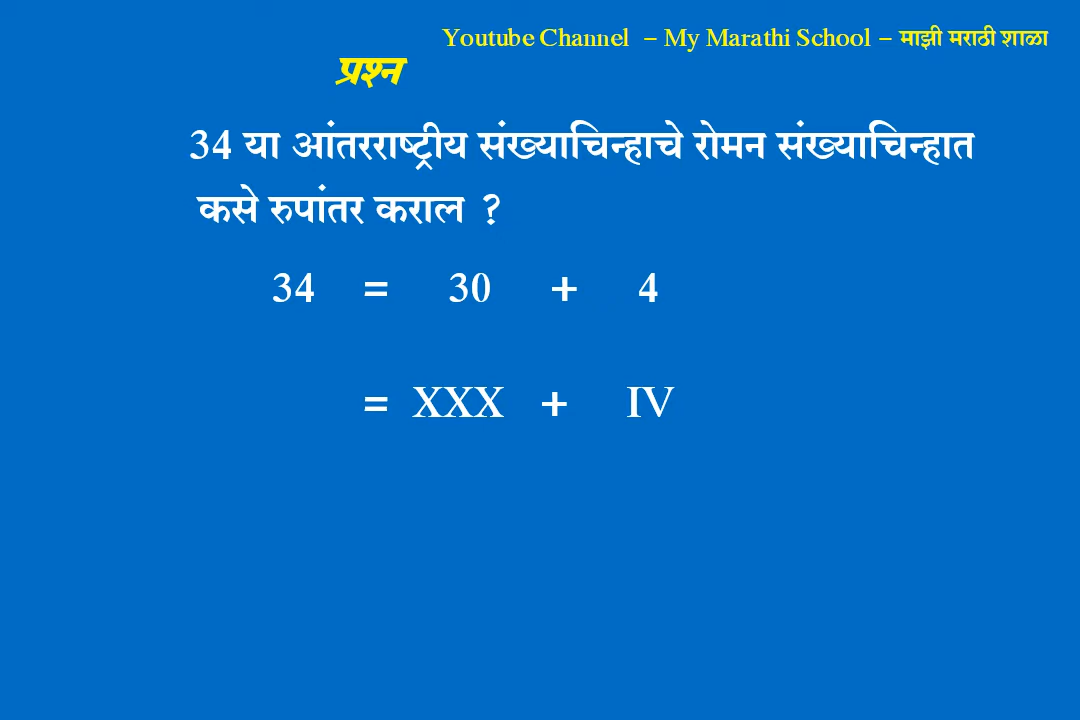 Youtube Channel – My Marathi School – माझी मराठी शाळा
प्रश्न
34 या आंतरराष्ट्रीय संख्याचिन्हाचे रोमन संख्याचिन्हात
कसे रुपांतर कराल ?
34 = 30 + 4
= XXX + IV